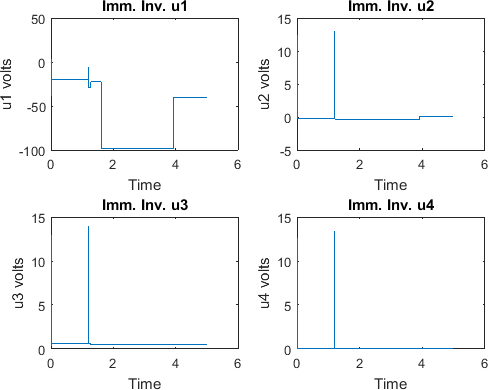 Imm. Inv. u1
50
0
-50
-100
u1 volts
0
2
4
6
Time
Imm. Inv. u2
15
10
5
0
-5
u2 volts
0
2
4
6
Time
Imm. Inv. u3
15
10
5
0
u3 volts
0
2
4
6
Time
Imm. Inv. u4
15
10
5
0
u4 volts
0
2
4
6
Time